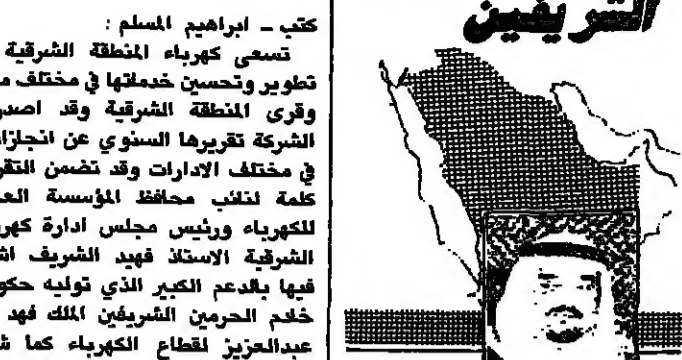 الشريفين
كتب - ابراهيم المسلم :
تسعى كهرباء المنطقة الشرقية
تطوير وتحسين خدماتها في مختلف
وقرى المنطقة الشرقية وقد اصدر
الشركة تقريرها السنوي عن انجازا
في مختلف الادارات وقد تضمن التقر
كلمة لنائب محافظ المؤسسة الع
للكهرباء ورئيس مجلس ادارة كهر
الشرقية الاستاذ فهيد الشريف اش
فيها بالدعم الكبير الذي توليه حكو
خادم الحرمين الشريفين الملك فهد
عبدالعزيز لقطاع الكهرباء كما ش